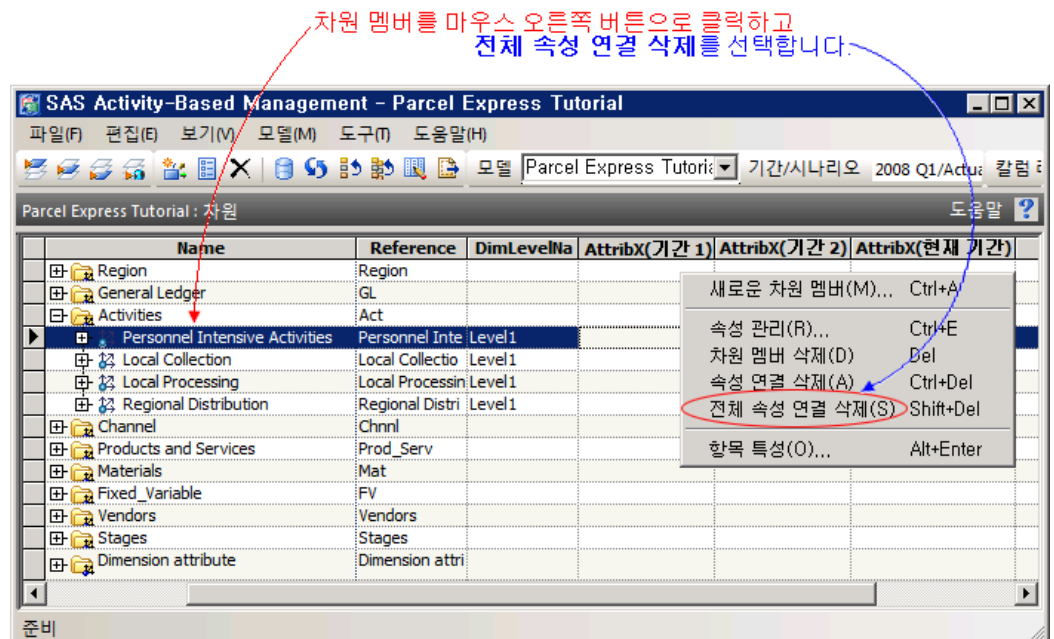 차원 멤버를 마우스 오른쪽 버튼으로 클릭하고
전체 속성 연결 삭제를 선택합니다.
SAS Activity-Based Management - Parcel Express Tutorial
파일(F) 편집(E) 보기(V) 모델(M) 도구(T) 도움말(H)
모델 Parcel Express Tutoria 기간/시나리오 2008 Q1/Actua 칼럼
Parcel Express Tutorial : 차원 도움말 ?
Name Reference DimLevelNa AttribX(기간 1) AttribX(기간 2) AttribX(현재 기간)
Region Region
General Ledger GL
Activities Act
Personnel Intensive Activities Personnel Inte Level1
Local Collection Local Collectio Level1
Local Processing Local Processin Level1
Regional Distribution Regional Distri Level1
Channel Chnnl
Products and Services Prod_Serv
Materials Mat
Fixed_Variable FV
Vendors Vendors
Stages Stages
Dimension attribute Dimension attri
새로운 차원 멤버(M)... Ctrl+A
속성 관리(R)... Ctrl+E
차원 멤버 삭제(D) Del
속성 연결 삭제(A) Ctrl+Del
전체 속성 연결 삭제(S) Shift+Del
항목 특성(O)... Alt+Enter
준비